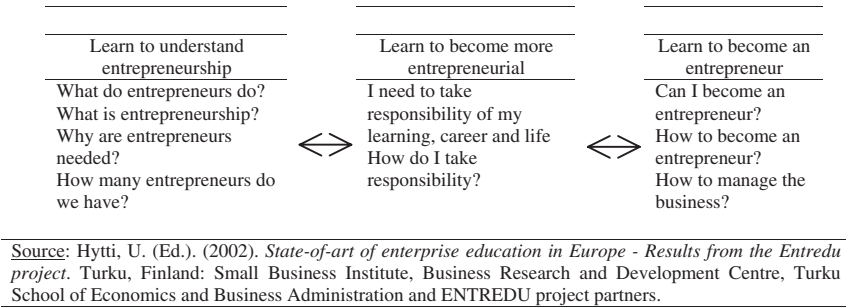 Learn to understand
entrepreneurship
What do entrepreneurs do?
What is entrepreneurship?
Why are entrepreneurs
needed?
How many entrepreneurs do
we have?
Learn to become more
entrepreneurial
I need to take
responsibility of my
learning, career and life
How do I take
responsibility?
Learn to become an
entrepreneur
Can I become an
entrepreneur?
How to become an
entrepreneur?
How to manage the
business?
Source: Hytti, U. (Ed.). (2002). State-of-art of enterprise education in Europe - Results from the Entredu
project. Turku, Finland: Small Business Institute, Business Research and Development Centre, Turku
School of Economics and Business Administration and ENTREDU project partners.